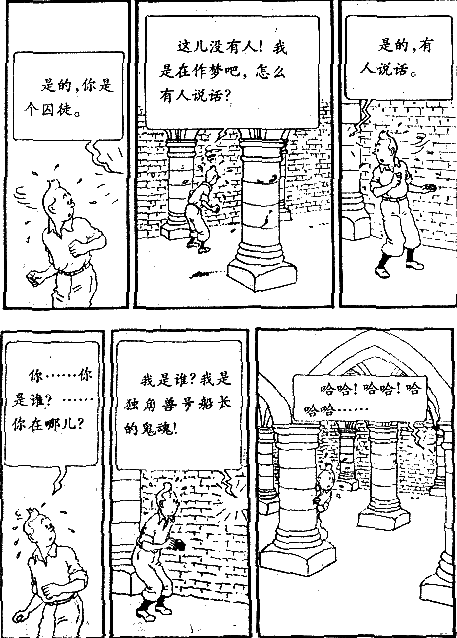 是的，你是
个囚徒。
这儿没有人！我
是在作梦吧，怎么
有人说话？
是的，有
人说话。
你……你
是谁？……
你在哪儿？
我是谁？我是
独角兽号船长
的鬼魂！
哈哈！哈哈！哈
哈哈……